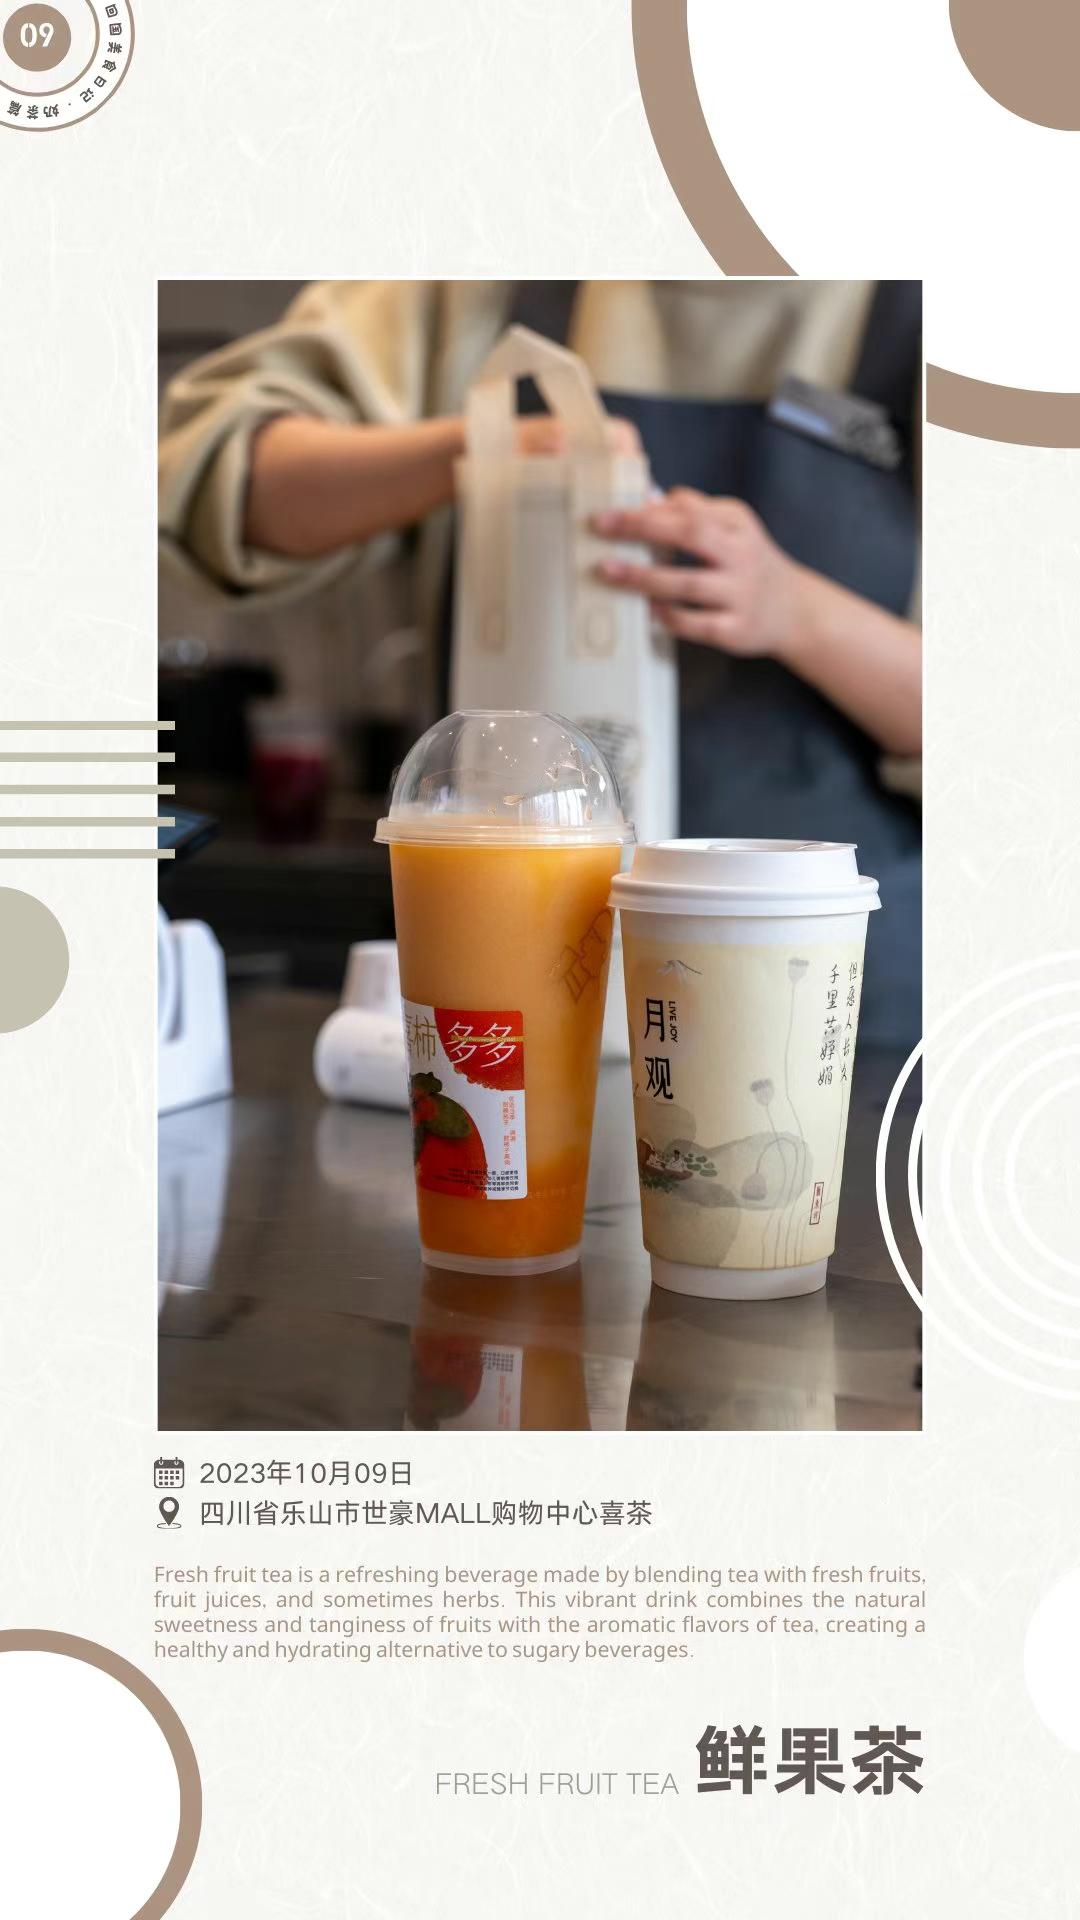 09
回国美食日记 · 奶茶篇
喜柿多多
月观
LIVE JOY
但愿人长久
千里共婵娟
2023年10月09日
四川省乐山市世豪MALL购物中心喜茶
Fresh fruit tea is a refreshing beverage made by blending tea with fresh fruits,
fruit juices, and sometimes herbs. This vibrant drink combines the natural
sweetness and tanginess of fruits with the aromatic flavors of tea, creating a
healthy and hydrating alternative to sugary beverages.
FRESH FRUIT TEA 鲜果茶